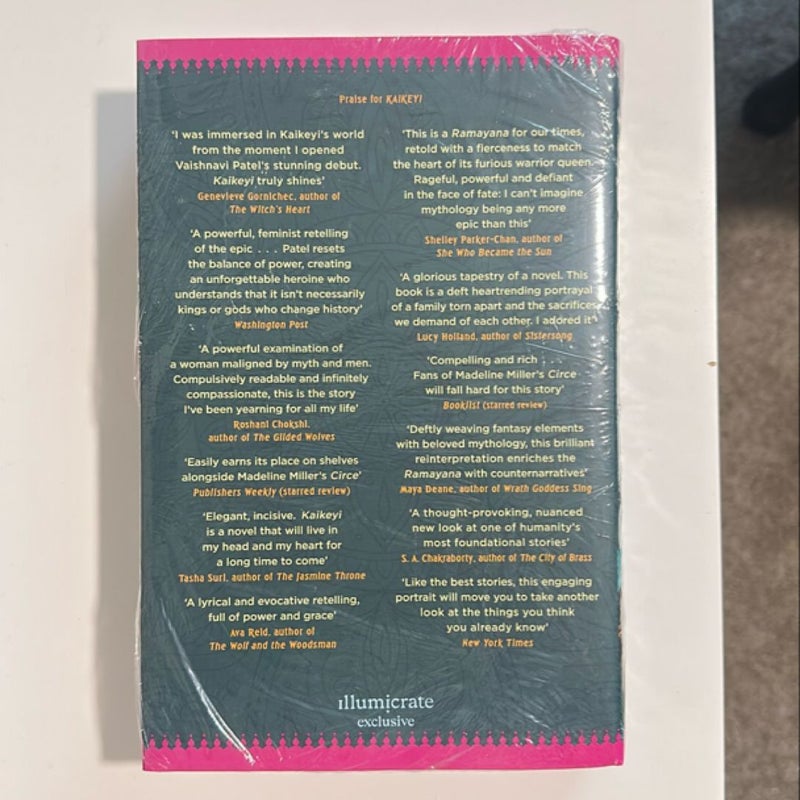 Praise for KAIKEYI
'I was immersed in Kaikeyi's world
from the moment I opened
Vaishnavi Patel's stunning debut.
Kaikeyi truly shines'
Genevieve Gornichec, author of
The Witch's Heart
'A powerful, feminist retelling
of the epic . . . Patel resets
the balance of power, creating
an unforgettable heroine who
understands that it isn't necessarily
kings or gods who change history'
Washington Post
'A powerful examination of
a woman maligned by myth and men.
Compulsively readable and infinitely
compassionate, this is the story
I've been yearning for all my life'
Roshani Chokshi,
author of The Gilded Wolves
'Easily earns its place on shelves
alongside Madeline Miller's Circe'
Publishers Weekly (starred review)
'Elegant, incisive. Kaikeyi
is a novel that will live in
my head and my heart for
a long time to come'
Tasha Suri, author of The Jasmine Throne
'A lyrical and evocative retelling,
full of power and grace'
Ava Reid, author of
The Wolf and the Woodsman
'This is a Ramayana for our times,
retold with a fierceness to match
the heart of its furious warrior queen.
Rageful, powerful and defiant
in the face of fate: I can't imagine
mythology being any more
epic than this'
Shelley Parker-Chan, author of
She Who Became the Sun
'A glorious tapestry of a novel. This
book is a deft heartrending portrayal
of a family torn apart and the sacrifices
we demand of each other. I adored it'
Lucy Holland, author of Sistersong
'Compelling and rich . . .
Fans of Madeline Miller's Circe
will fall hard for this story'
Booklist (starred review)
'Deftly weaving fantasy elements
with beloved mythology, this brilliant
reinterpretation enriches the
Ramayana with counternarratives'
Maya Deane, author of Wrath Goddess Sing
'A thought-provoking, nuanced
new look at one of humanity's
most foundational stories'
S. A. Chakraborty, author of The City of Brass
'Like the best stories, this engaging
portrait will move you to take another
look at the things you think
you already know'
New York Times
illumicrate
exclusive